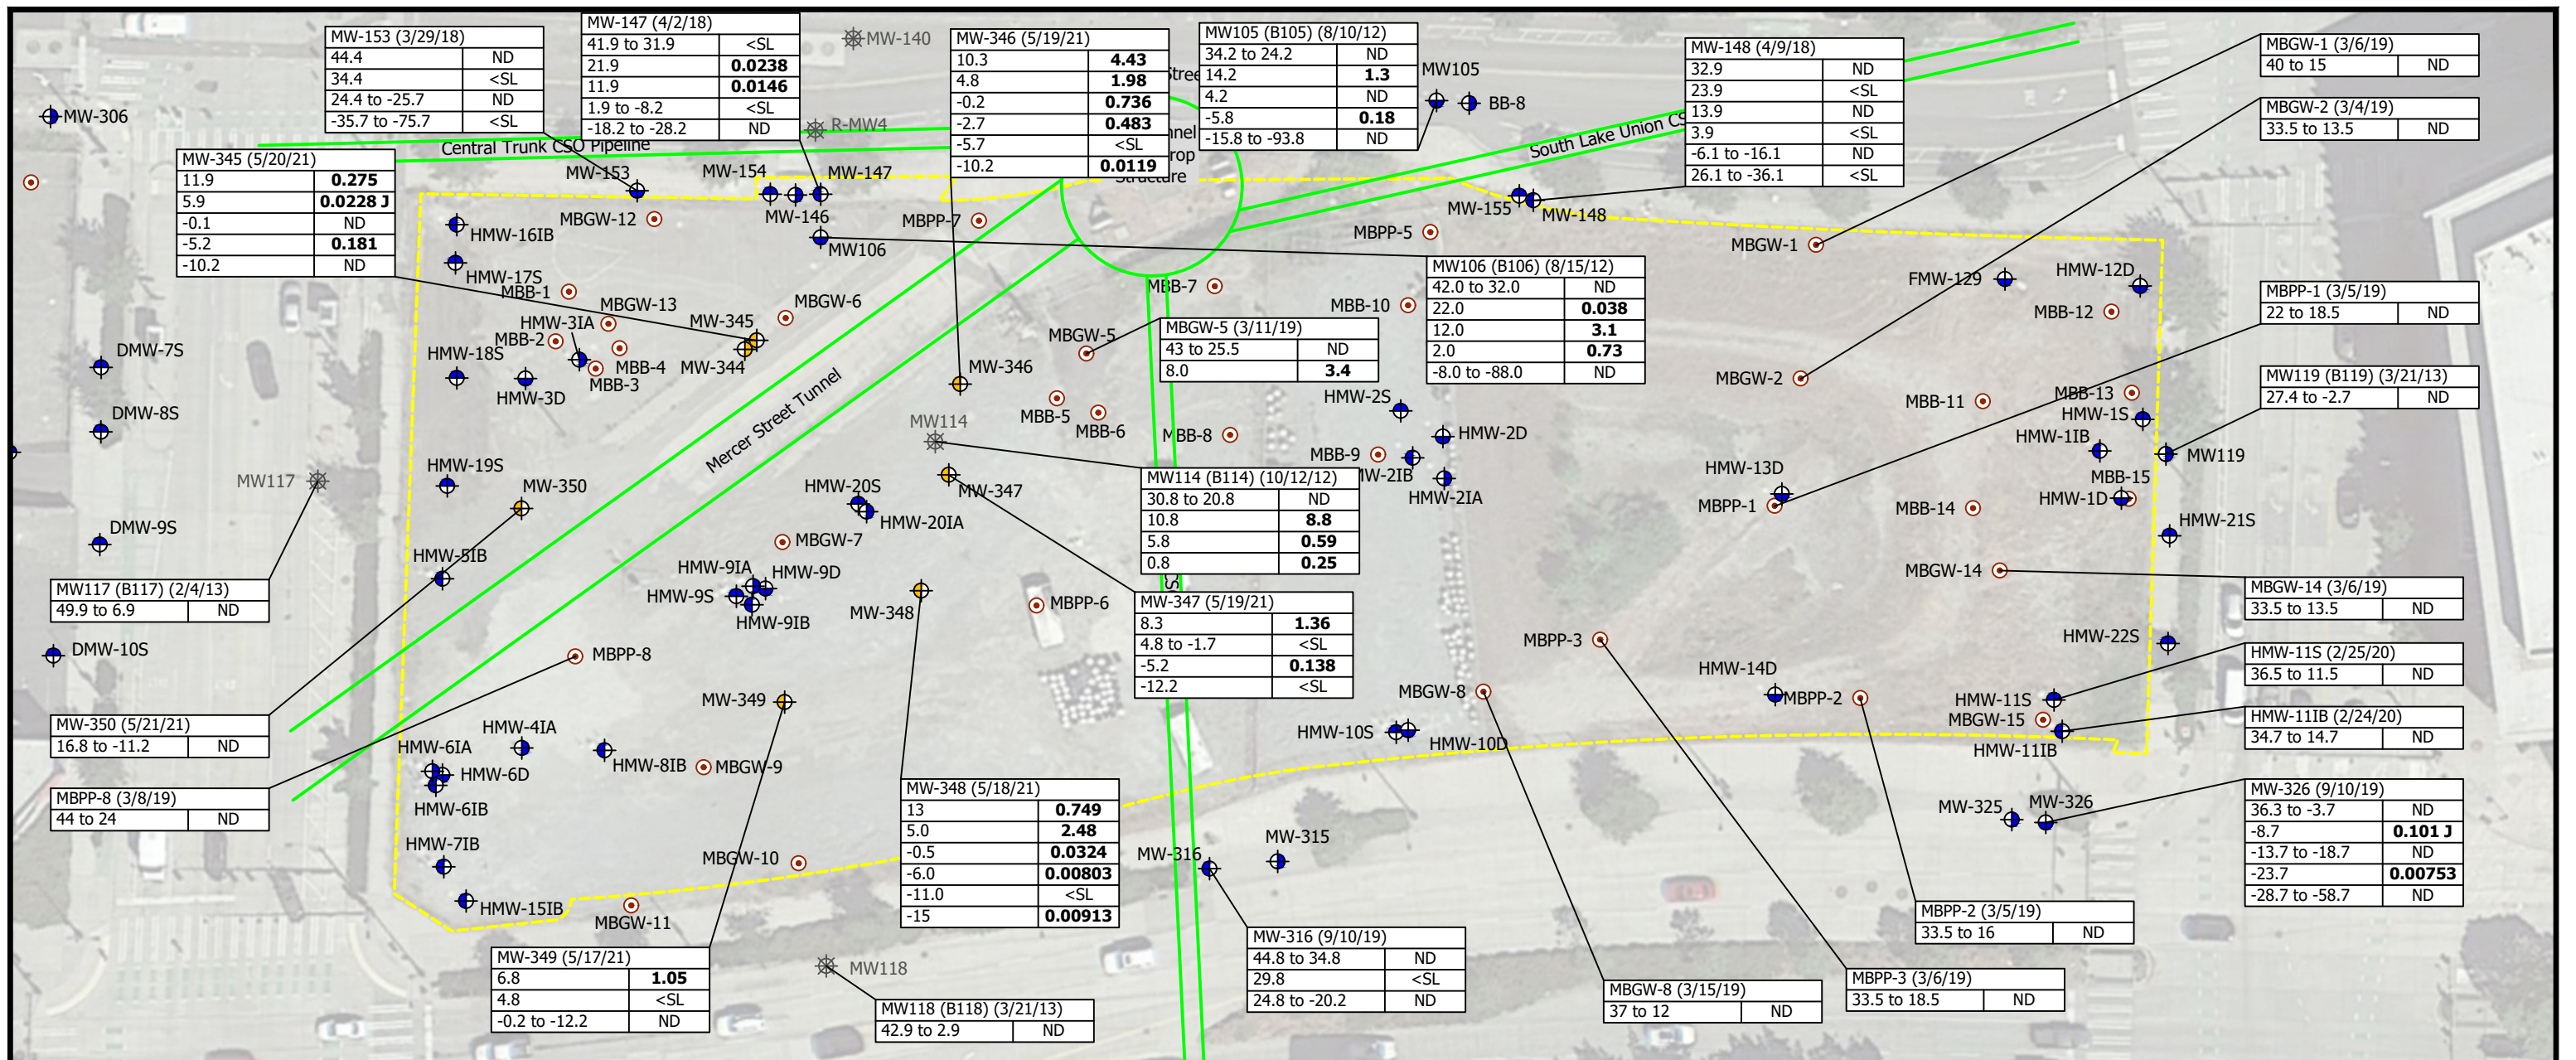 MW-153 (3/29/18)
44.4 ND
34.4 <SL
24.4 to -25.7 ND
-35.7 to -75.7 <SL
MW-147 (4/2/18)
41.9 to 31.9 <SL
21.9 0.0238
11.9 0.0146
1.9 to -8.2 <SL
-18.2 to -28.2 ND
MW-140
R-MW4
MW-346 (5/19/21)
10.3 4.43
4.8 1.98
-0.2 0.736
-2.7 0.483
-5.7 <SL
-10.2 0.0119
MW105 (B105) (8/10/12)
34.2 to 24.2 ND
14.2 1.3
4.2 ND
-5.8 0.18
-15.8 to -93.8 ND
MW105
BB-8
MW-148 (4/9/18)
32.9 ND
23.9 <SL
13.9 ND
3.9 <SL
-6.1 to -16.1 ND
26.1 to -36.1 <SL
MBGW-1 (3/6/19)
40 to 15 ND
MBGW-2 (3/4/19)
33.5 to 13.5 ND
MW-306
Central Trunk CSO Pipeline
South Lake Union
Structure
MW-345 (5/20/21)
11.9 0.275
5.9 0.0228 J
-0.1 ND
-5.2 0.181
-10.2 ND
MW-153
MW-154
MW-147
MW-146
MW106
MBGW-12
MBPP-7
MBPP-5
MW-155
MW-148
MBGW-1
HMW-16IB
HMW-17S
MBB-1
MBGW-13
HMW-3IA
MBB-2
MBB-4
MBB-3
HMW-18S
HMW-3D
MW-345
MW-344
MBGW-6
MW-346
MBB-7
MBGW-5
MBB-10
FMW-129
HMW-12D
MBB-12
MW106 (B106) (8/15/12)
42.0 to 32.0 ND
22.0 0.038
12.0 3.1
2.0 0.73
-8.0 to -88.0 ND
MBGW-5 (3/11/19)
43 to 25.5 ND
8.0 3.4
MBPP-1 (3/5/19)
22 to 18.5 ND
MW119 (B119) (3/21/13)
27.4 to -2.7 ND
DMW-7S
DMW-8S
DMW-9S
DMW-10S
Mercer Street Tunnel
MBB-5
MBB-6
MBB-8
HMW-2S
HMW-2D
MBB-9
HMW-2IA
MBGW-2
MBB-11
MBB-13
HMW-1S
HMW-1IB
MW119
MBB-15
HMW-1D
HMW-21S
HMW-13D
MBPP-1
MBB-14
MBGW-14
MW114
MW-347
MW117
HMW-19S
MW-350
HMW-5IB
HMW-20S
HMW-20IA
MBGW-7
HMW-9IA
HMW-9D
HMW-9S
HMW-9IB
MW-348
MBPP-6
MW114 (B114) (10/12/12)
30.8 to 20.8 ND
10.8 8.8
5.8 0.59
0.8 0.25
MW117 (B117) (2/4/13)
49.9 to 6.9 ND
MW-347 (5/19/21)
8.3 1.36
4.8 to -1.7 <SL
-5.2 0.138
-12.2 <SL
MBGW-14 (3/6/19)
33.5 to 13.5 ND
HMW-11S (2/25/20)
36.5 to 11.5 ND
HMW-11IB (2/24/20)
34.7 to 14.7 ND
MBPP-8
MBPP-3
HMW-22S
HMW-14D
MBPP-2
HMW-11S
MBGW-15
HMW-11IB
MBGW-8
HMW-10S
HMW-10D
MW-349
MW-350 (5/21/21)
16.8 to -11.2 ND
MBPP-8 (3/8/19)
44 to 24 ND
HMW-4IA
HMW-6IA
HMW-6D
HMW-6IB
HMW-8IB
MBGW-9
HMW-7IB
HMW-15IB
MBGW-10
MBGW-11
MW-348 (5/18/21)
13 0.749
5.0 2.48
-0.5 0.0324
-6.0 0.00803
-11.0 <SL
-15 0.00913
MW-316
MW-315
MW-325
MW-326
MW-326 (9/10/19)
36.3 to -3.7 ND
-8.7 0.101 J
-13.7 to -18.7 ND
-23.7 0.00753
-28.7 to -58.7 ND
MBPP-2 (3/5/19)
33.5 to 16 ND
MW-349 (5/17/21)
6.8 1.05
4.8 <SL
-0.2 to -12.2 ND
MW118
MW118 (B118) (3/21/13)
42.9 to 2.9 ND
MW-316 (9/10/19)
44.8 to 34.8 ND
29.8 <SL
24.8 to -20.2 ND
MBGW-8 (3/15/19)
37 to 12 ND
MBPP-3 (3/6/19)
33.5 to 18.5 ND